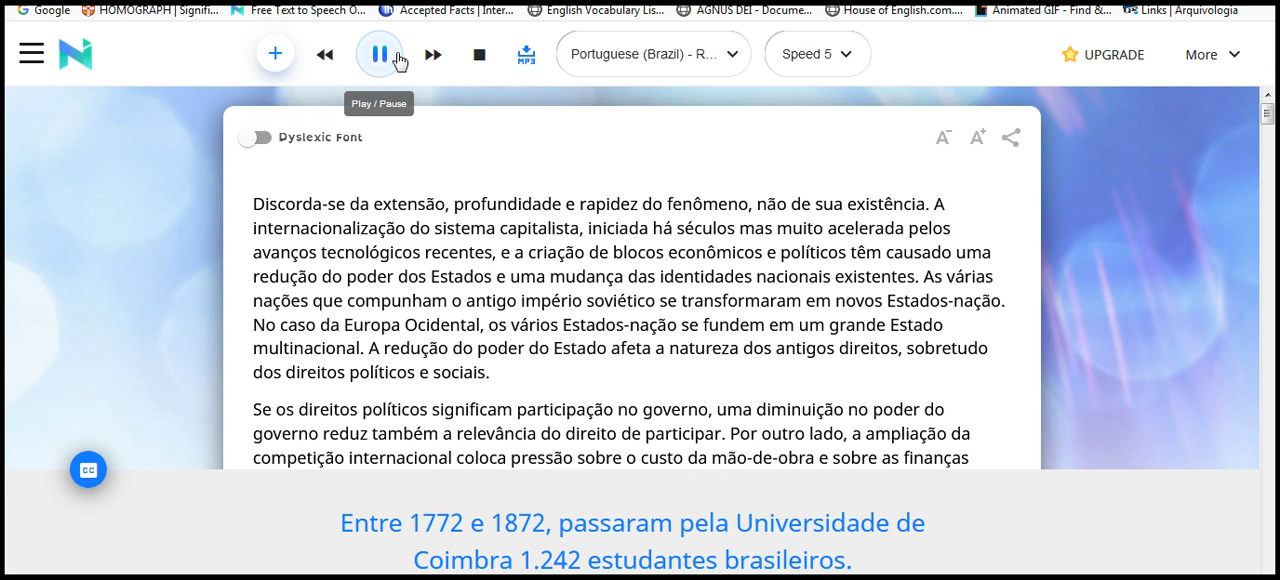 Google HOMOGRAPH | Signifi... Free Text to Speech O... Accepted Facts | Inter... English Vocabulary Lis... AGNUS DEI - Docume... House of English.com.... Animated GIF - Find &... Links | Arquivologia
MP3 Portuguese (Brazil) - R... Speed 5 UPGRADE More
Play / Pause
Dyslexic Font A- A+
Discorda-se da extensão, profundidade e rapidez do fenômeno, não de sua existência. A
internacionalização do sistema capitalista, iniciada há séculos mas muito acelerada pelos
avanços tecnológicos recentes, e a criação de blocos econômicos e políticos têm causado uma
redução do poder dos Estados e uma mudança das identidades nacionais existentes. As várias
nações que compunham o antigo império soviético se transformaram em novos Estados-nação.
No caso da Europa Ocidental, os vários Estados-nação se fundem em um grande Estado
multinacional. A redução do poder do Estado afeta a natureza dos antigos direitos, sobretudo
dos direitos políticos e sociais.
Se os direitos políticos significam participação no governo, uma diminuição no poder do
governo reduz também a relevância do direito de participar. Por outro lado, a ampliação da
competição internacional coloca pressão sobre o custo da mão-de-obra e sobre as finanças
CC
Entre 1772 e 1872, passaram pela Universidade de
Coimbra 1.242 estudantes brasileiros.